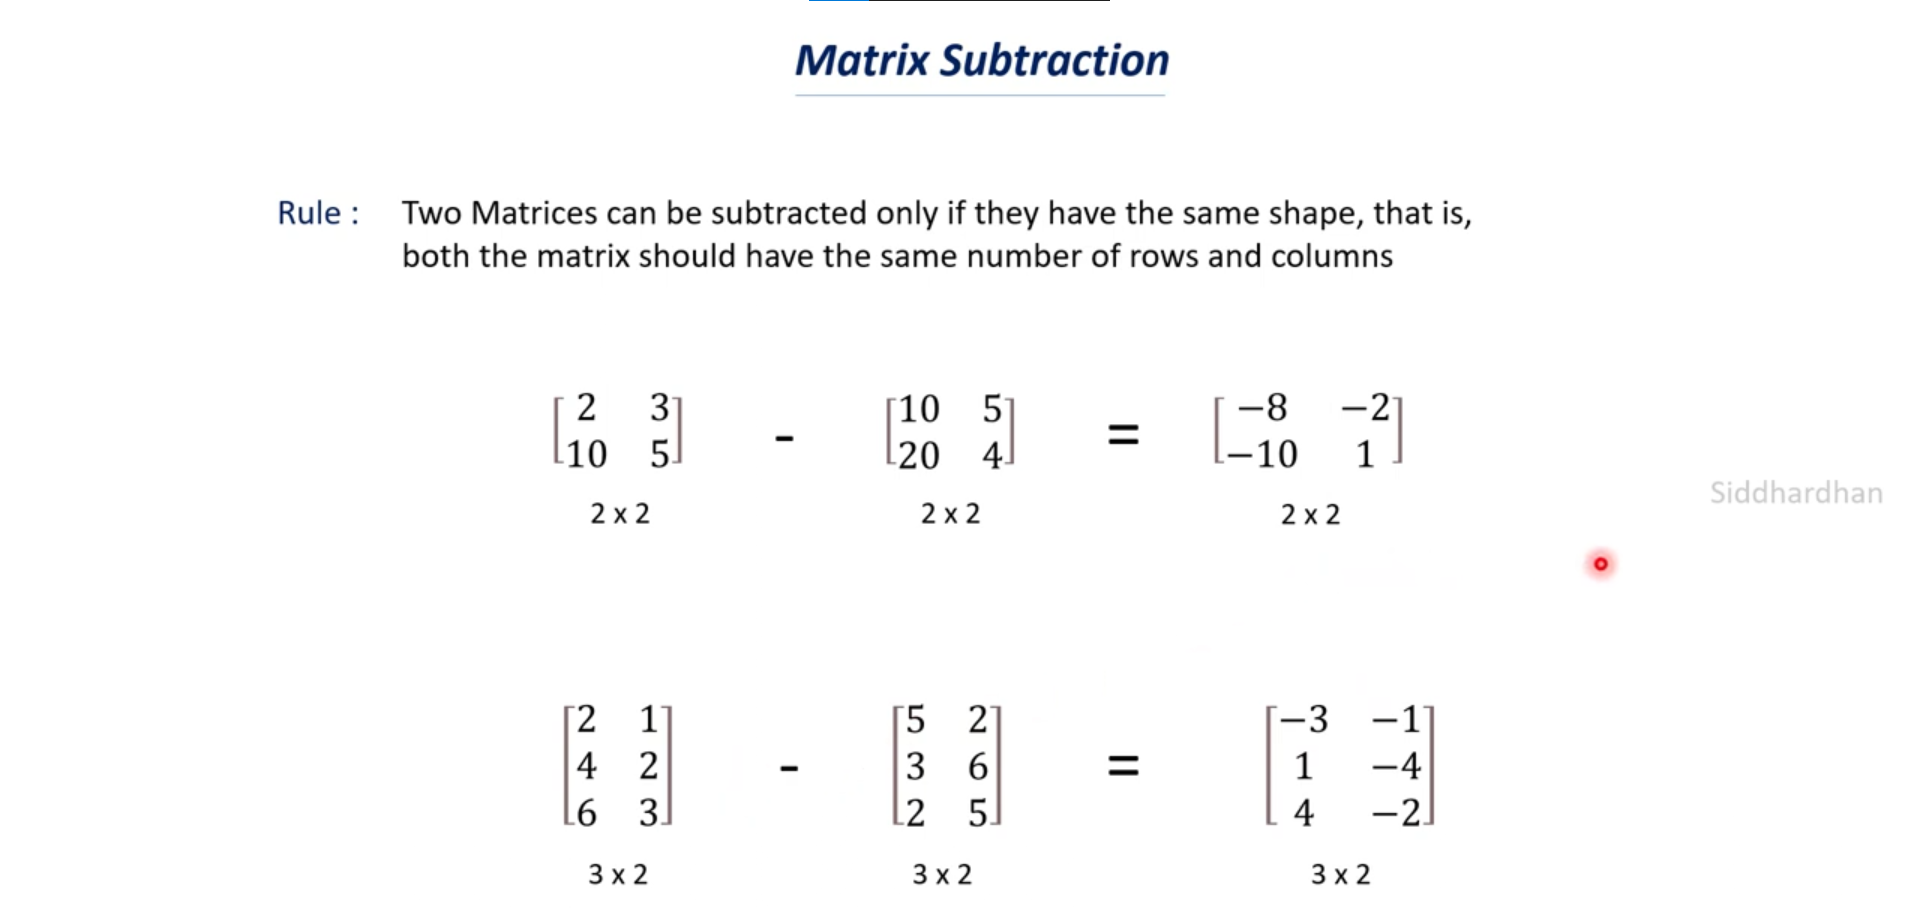 Matrix Subtraction
Rule : Two Matrices can be subtracted only if they have the same shape, that is,
both the matrix should have the same number of rows and columns
[2 3] - [10 5] = [−8 −2]
[10 5] [20 4] [−10 1]
2 x 2 2 x 2 2 x 2
Siddhardhan
[2 1] [5 2] [−3 −1]
[4 2] - [3 6] = [1 −4]
[6 3] [2 5] [4 −2]
3 x 2 3 x 2 3 x 2